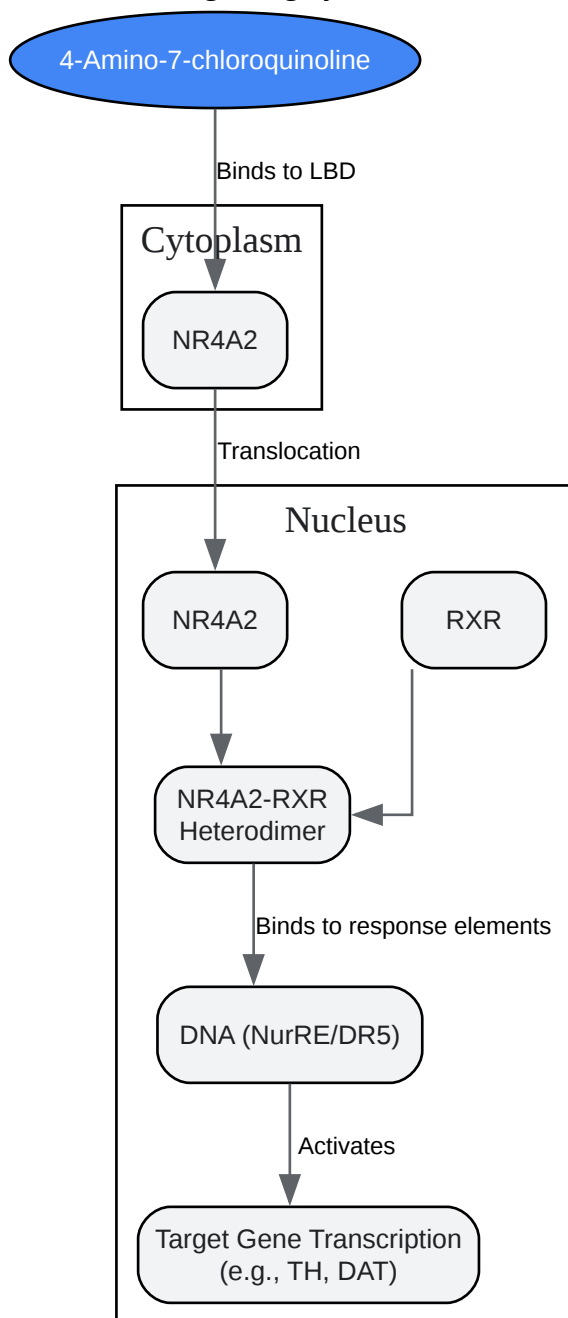 4-Amino-7-chloroquinoline
Binds to LBD
Cytoplasm
NR4A2
Translocation
Nucleus
NR4A2
RXR
NR4A2-RXR
Heterodimer
Binds to response elements
DNA (NurRE/DR5)
Activates
Target Gene Transcription
(e.g., TH, DAT)